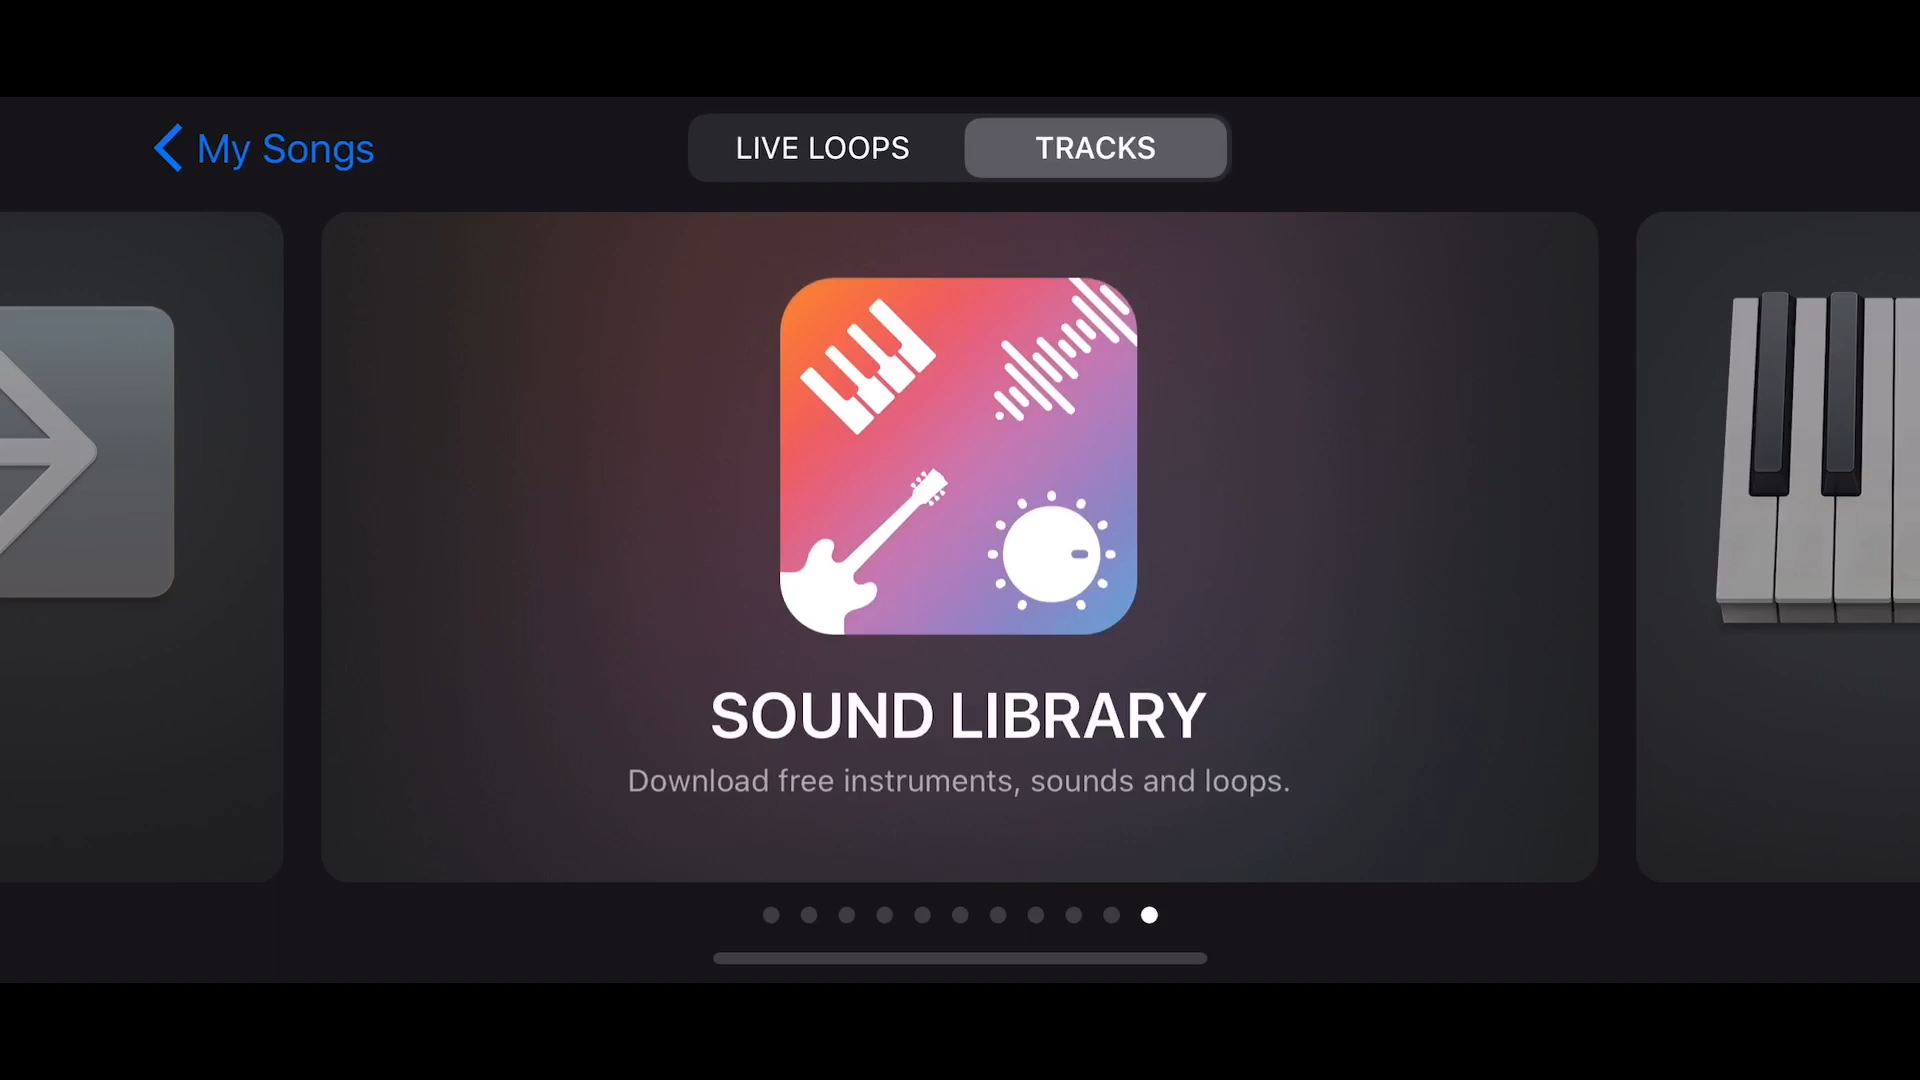 My Songs
LIVE LOOPS
TRACKS
SOUND LIBRARY
Download free instruments, sounds and loops.